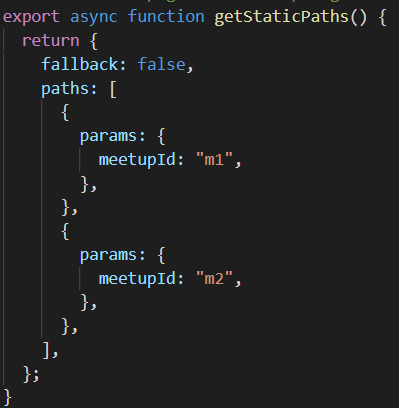 export async function getStaticPaths() {
  return {
    fallback: false,
    paths: [
      {
        params: {
          meetupId: "m1",
        },
      },
      {
        params: {
          meetupId: "m2",
        },
      },
    ],
  };
}